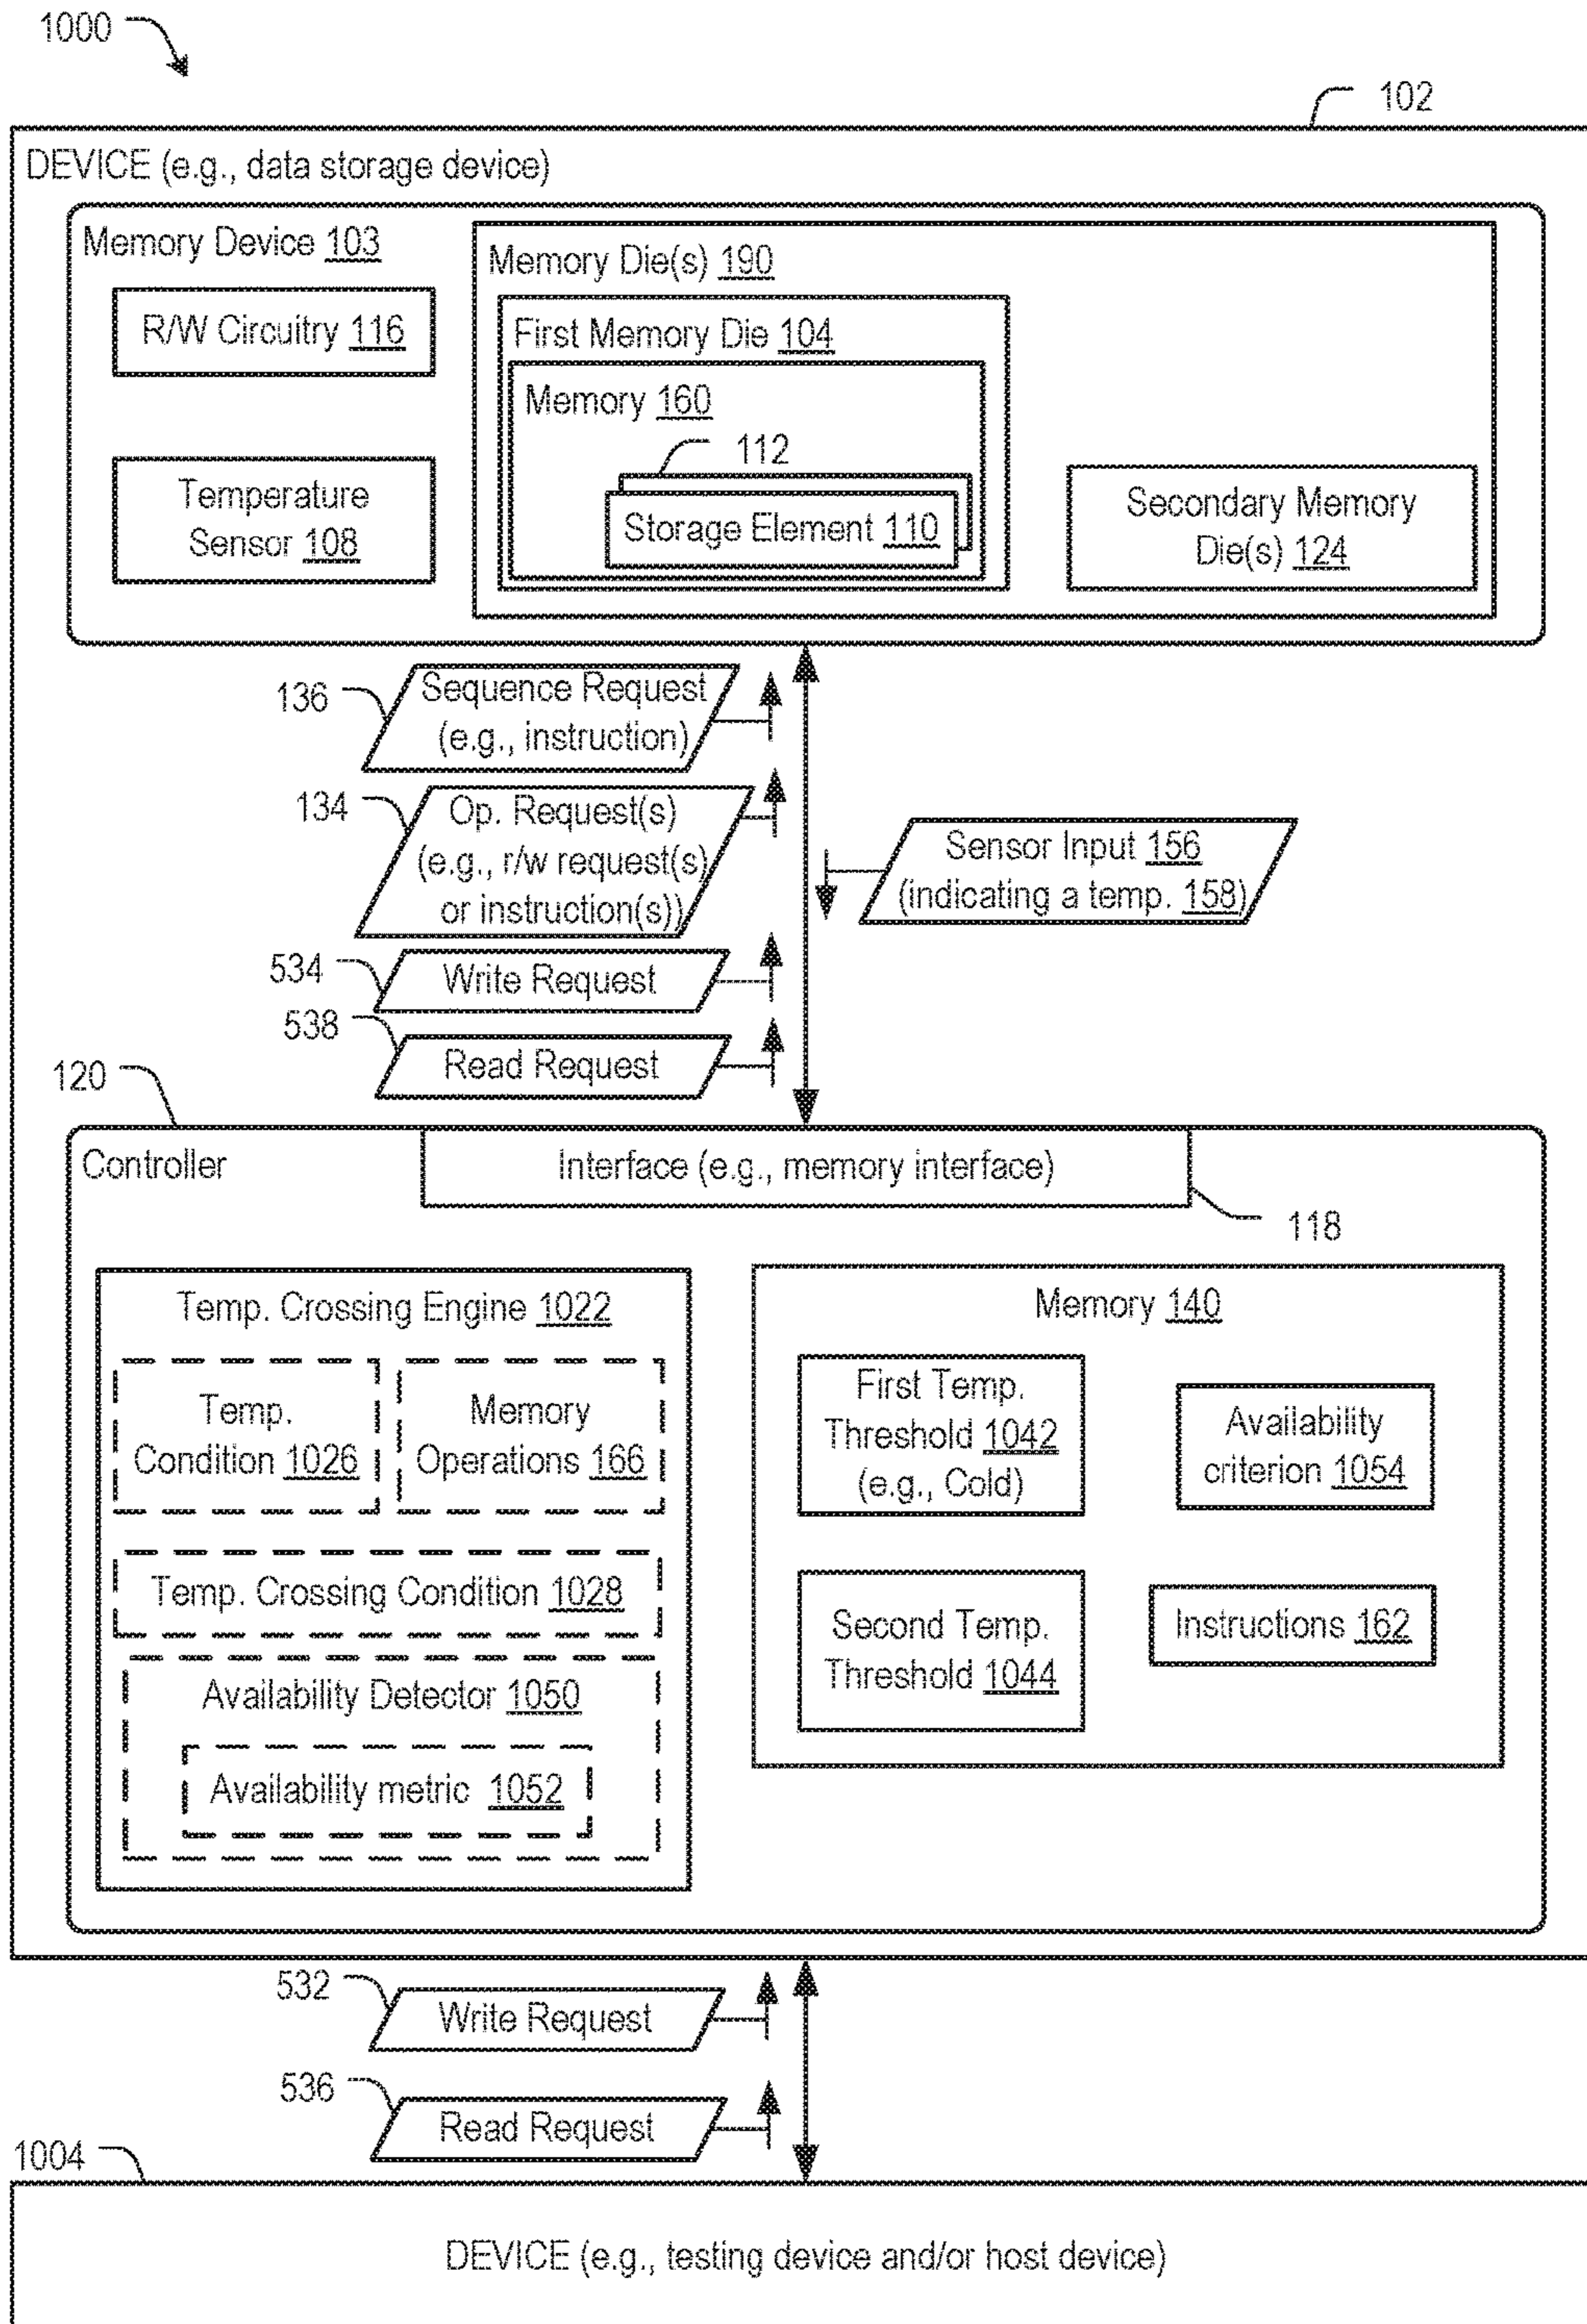 1000
102
DEVICE (e.g., data storage device)
Memory Device 103
R/W Circuitry 116
Temperature
Sensor 108
Memory Die(s) 190
First Memory Die 104
Memory 160
112
Storage Element 110
Secondary Memory
Die(s) 124
136
Sequence Request
(e.g., instruction)
134
Op. Request(s)
(e.g., r/w request(s)
or instruction(s))
Sensor Input 156
(indicating a temp. 158)
534
Write Request
538
Read Request
120
Controller
Interface (e.g., memory interface)
118
Temp. Crossing Engine 1022
Temp.
Condition 1026
Memory
Operations 166
Temp. Crossing Condition 1028
Availability Detector 1050
Availability metric 1052
Memory 140
First Temp.
Threshold 1042
(e.g., Cold)
Availability
criterion 1054
Second Temp.
Threshold 1044
Instructions 162
532
Write Request
536
Read Request
1004
DEVICE (e.g., testing device and/or host device)